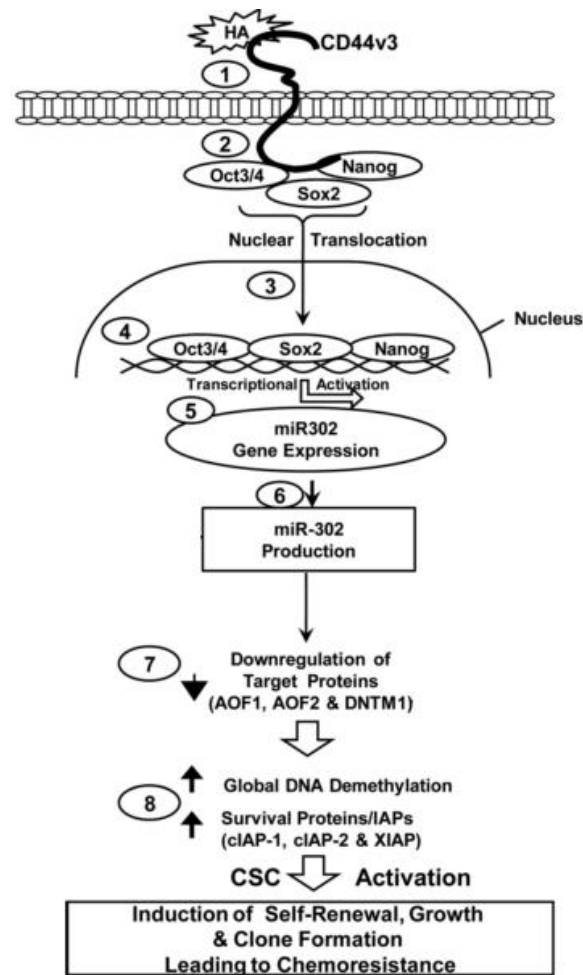 HA
CD44v3
1
2
Oct3/4
Nanog
Sox2
Nuclear Translocation
3
Nucleus
4
Oct3/4 Sox2 Nanog
Transcriptional Activation
5
miR302
Gene Expression
6
miR-302
Production
7
Downregulation of
Target Proteins
(AOF1, AOF2 & DNTM1)
Global DNA Demethylation
8
Survival Proteins/IAPs
(cIAP-1, cIAP-2 & XIAP)
CSC Activation
Induction of Self-Renewal, Growth
& Clone Formation
Leading to Chemoresistance